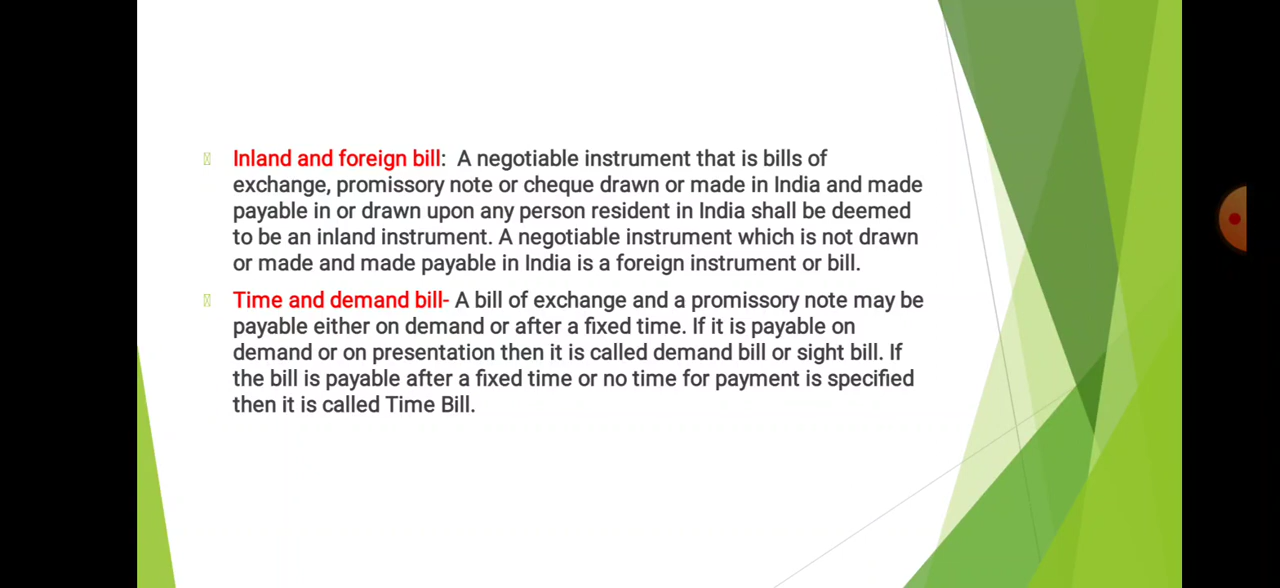 Inland and foreign bill:  A negotiable instrument that is bills of
exchange, promissory note or cheque drawn or made in India and made
payable in or drawn upon any person resident in India shall be deemed
to be an inland instrument. A negotiable instrument which is not drawn
or made and made payable in India is a foreign instrument or bill.
Time and demand bill- A bill of exchange and a promissory note may be
payable either on demand or after a fixed time. If it is payable on
demand or on presentation then it is called demand bill or sight bill. If
the bill is payable after a fixed time or no time for payment is specified
then it is called Time Bill.